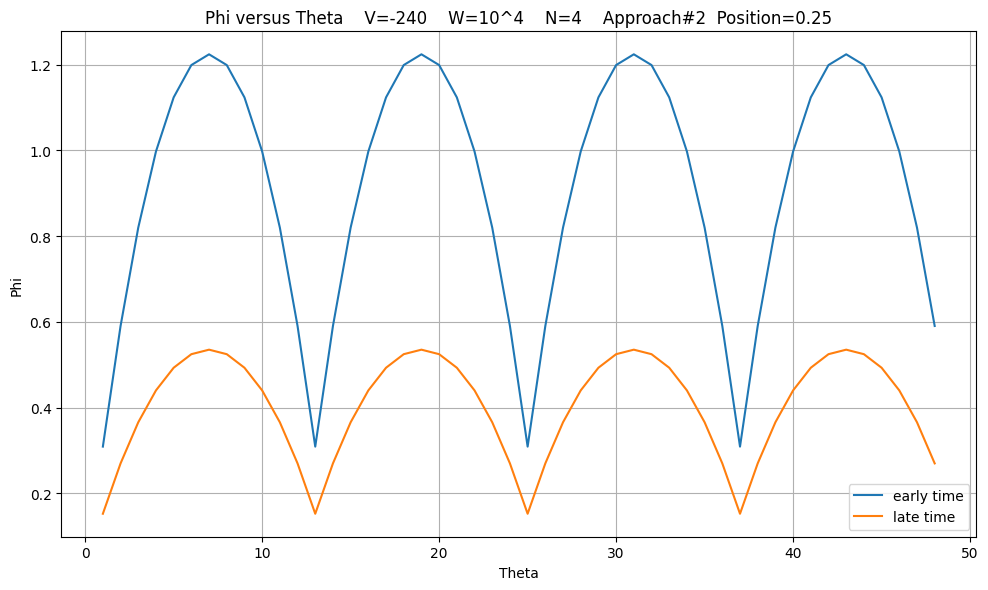 Phi versus Theta    V=-240    W=10^4    N=4    Approach#2  Position=0.25
Phi
1.2
1.0
0.8
0.6
0.4
0.2
0 10 20 30 40 50
Theta
early time
late time